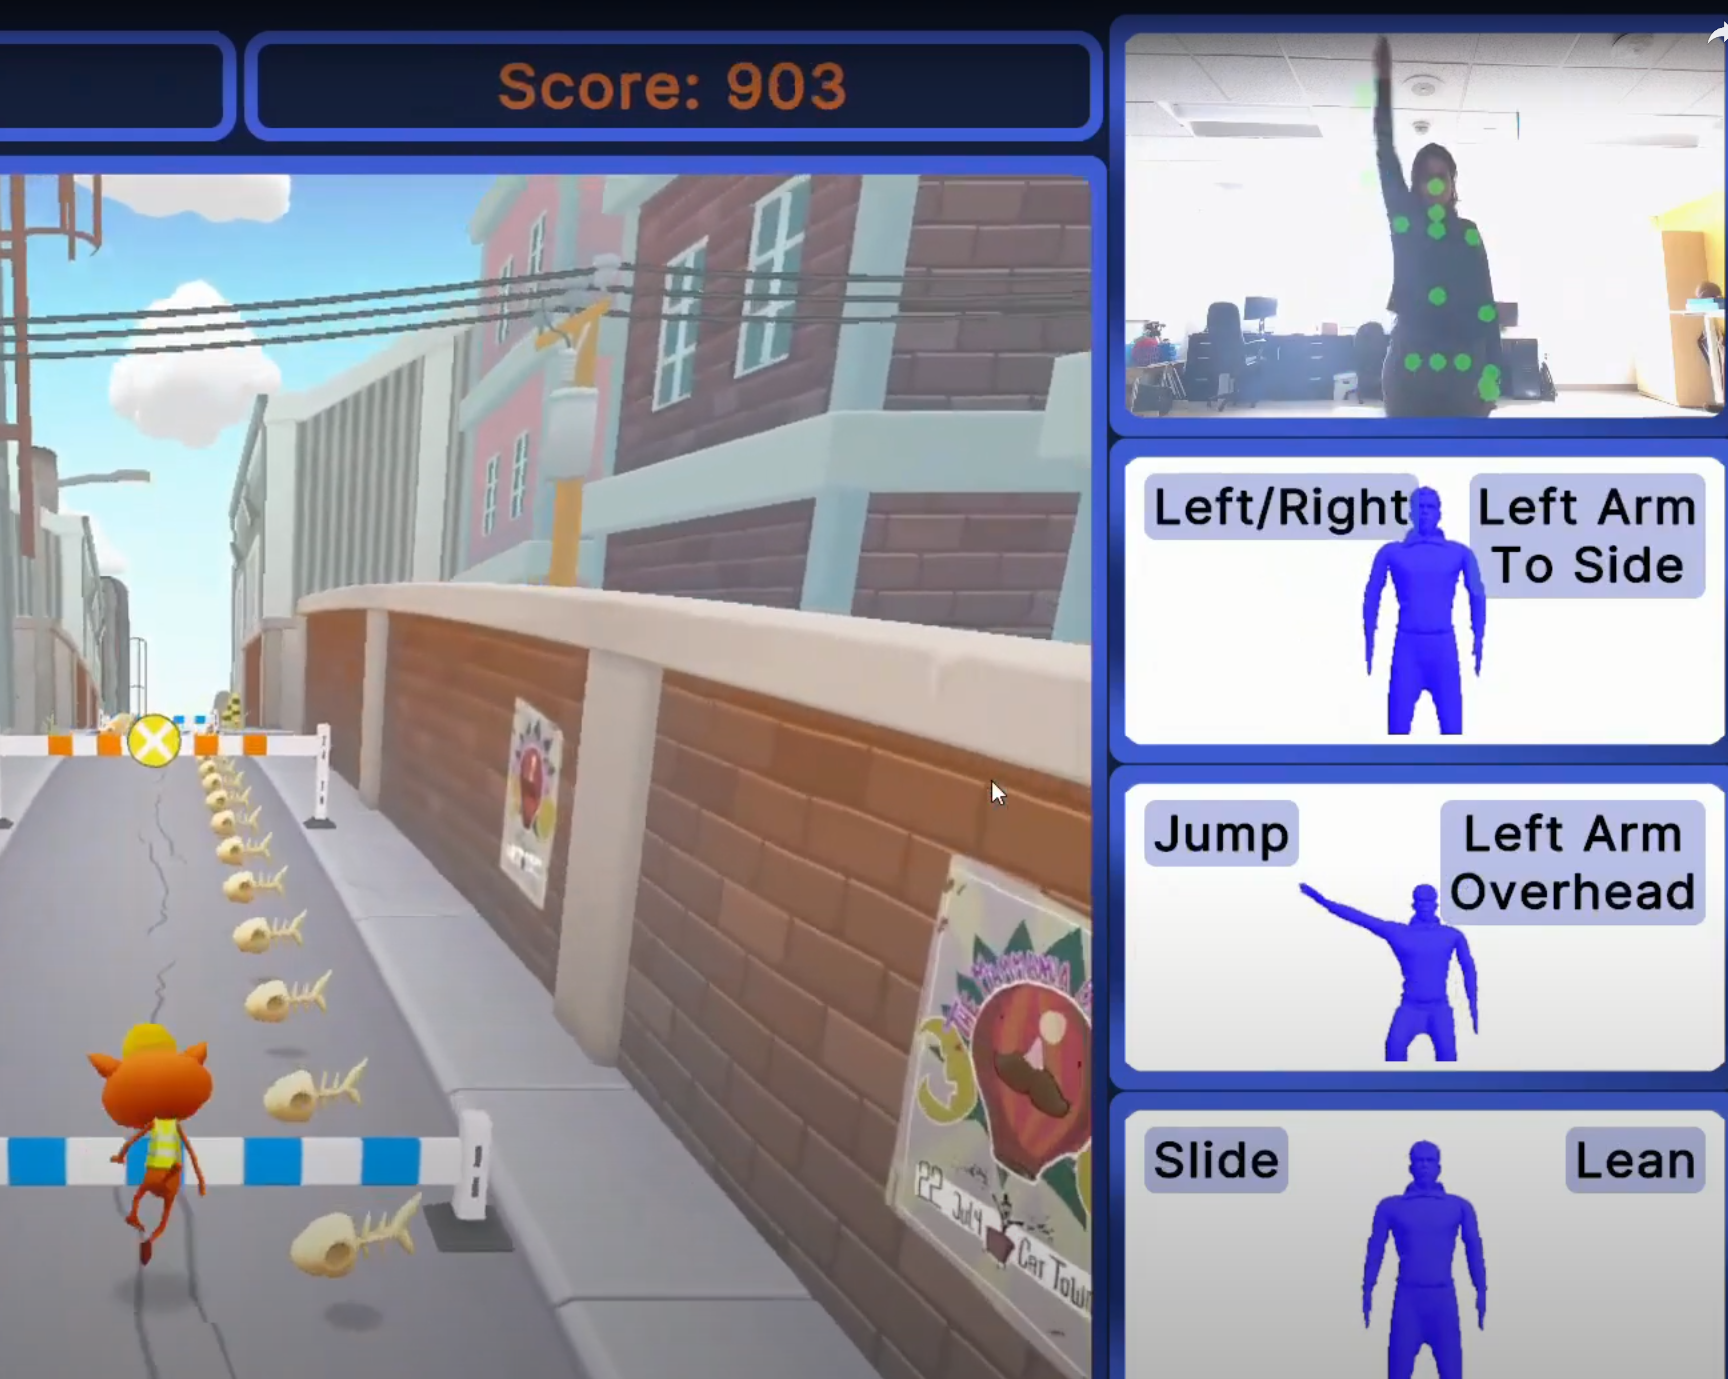 Score: 903
Left/Right
Left Arm
To Side
Jump
Left Arm
Overhead
Slide
Lean
22 July
Cat Town